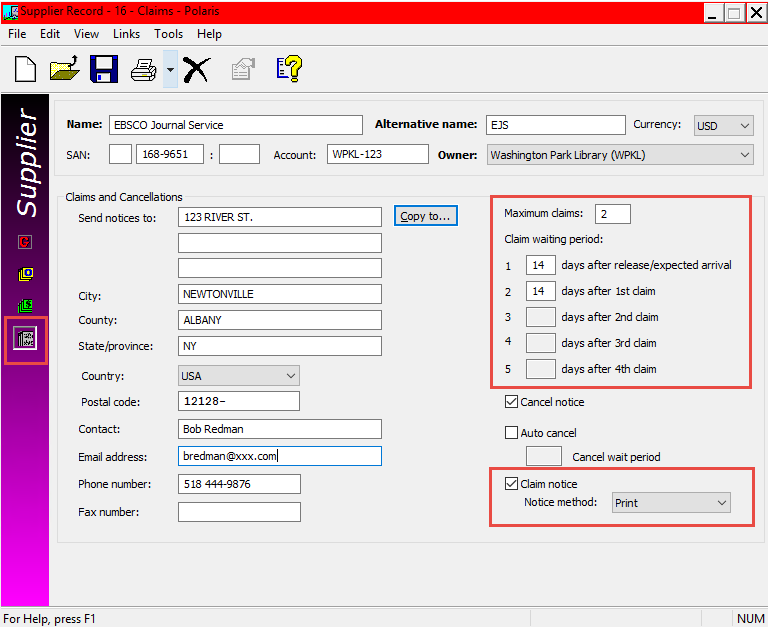 Supplier Record - 16 - Claims - Polaris
File Edit View Links Tools Help
Supplier
Name: EBSCO Journal Service Alternative name: EJS Currency: USD
SAN: 168-9651 : Account: WPKL-123 Owner: Washington Park Library (WPKL)
Claims and Cancellations
Send notices to: 123 RIVER ST. Copy to...
City: NEWTONVILLE
County: ALBANY
State/province: NY
Country: USA
Postal code: 12128-
Contact: Bob Redman
Email address: bredman@xxx.com
Phone number: 518 444-9876
Fax number:
Maximum claims: 2
Claim waiting period:
1 14 days after release/expected arrival
2 14 days after 1st claim
3 days after 2nd claim
4 days after 3rd claim
5 days after 4th claim
Cancel notice
Auto cancel
Cancel wait period
Claim notice
Notice method: Print
For Help, press F1 NUM